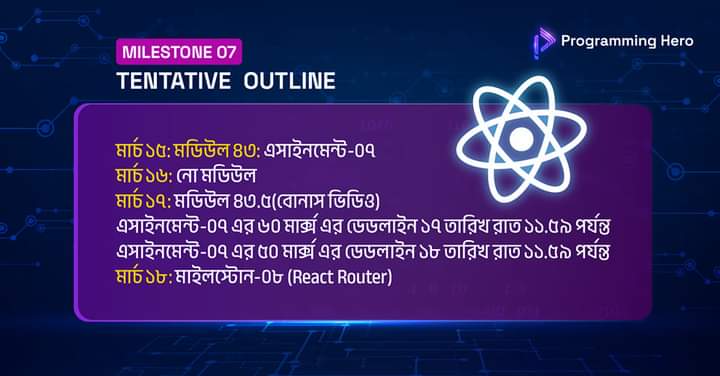 Programming Hero
MILESTONE 07
TENTATIVE OUTLINE
মার্চ ১৫: মডিউল ৪৩: এসাইনমেন্ট-০৭
মার্চ ১৬: নো মডিউল
মার্চ ১৭: মডিউল ৪৩.৫(বোনাস ভিডিও)
এসাইনমেন্ট-০৭ এর ৬০ মার্ক্স এর ডেডলাইন ১৭ তারিখ রাত ১১.৫৯ পর্যন্ত
এসাইনমেন্ট-০৭ এর ৫০ মার্ক্স এর ডেডলাইন ১৮ তারিখ রাত ১১.৫৯ পর্যন্ত
মার্চ ১৮: মাইলস্টোন-০৮ (React Router)